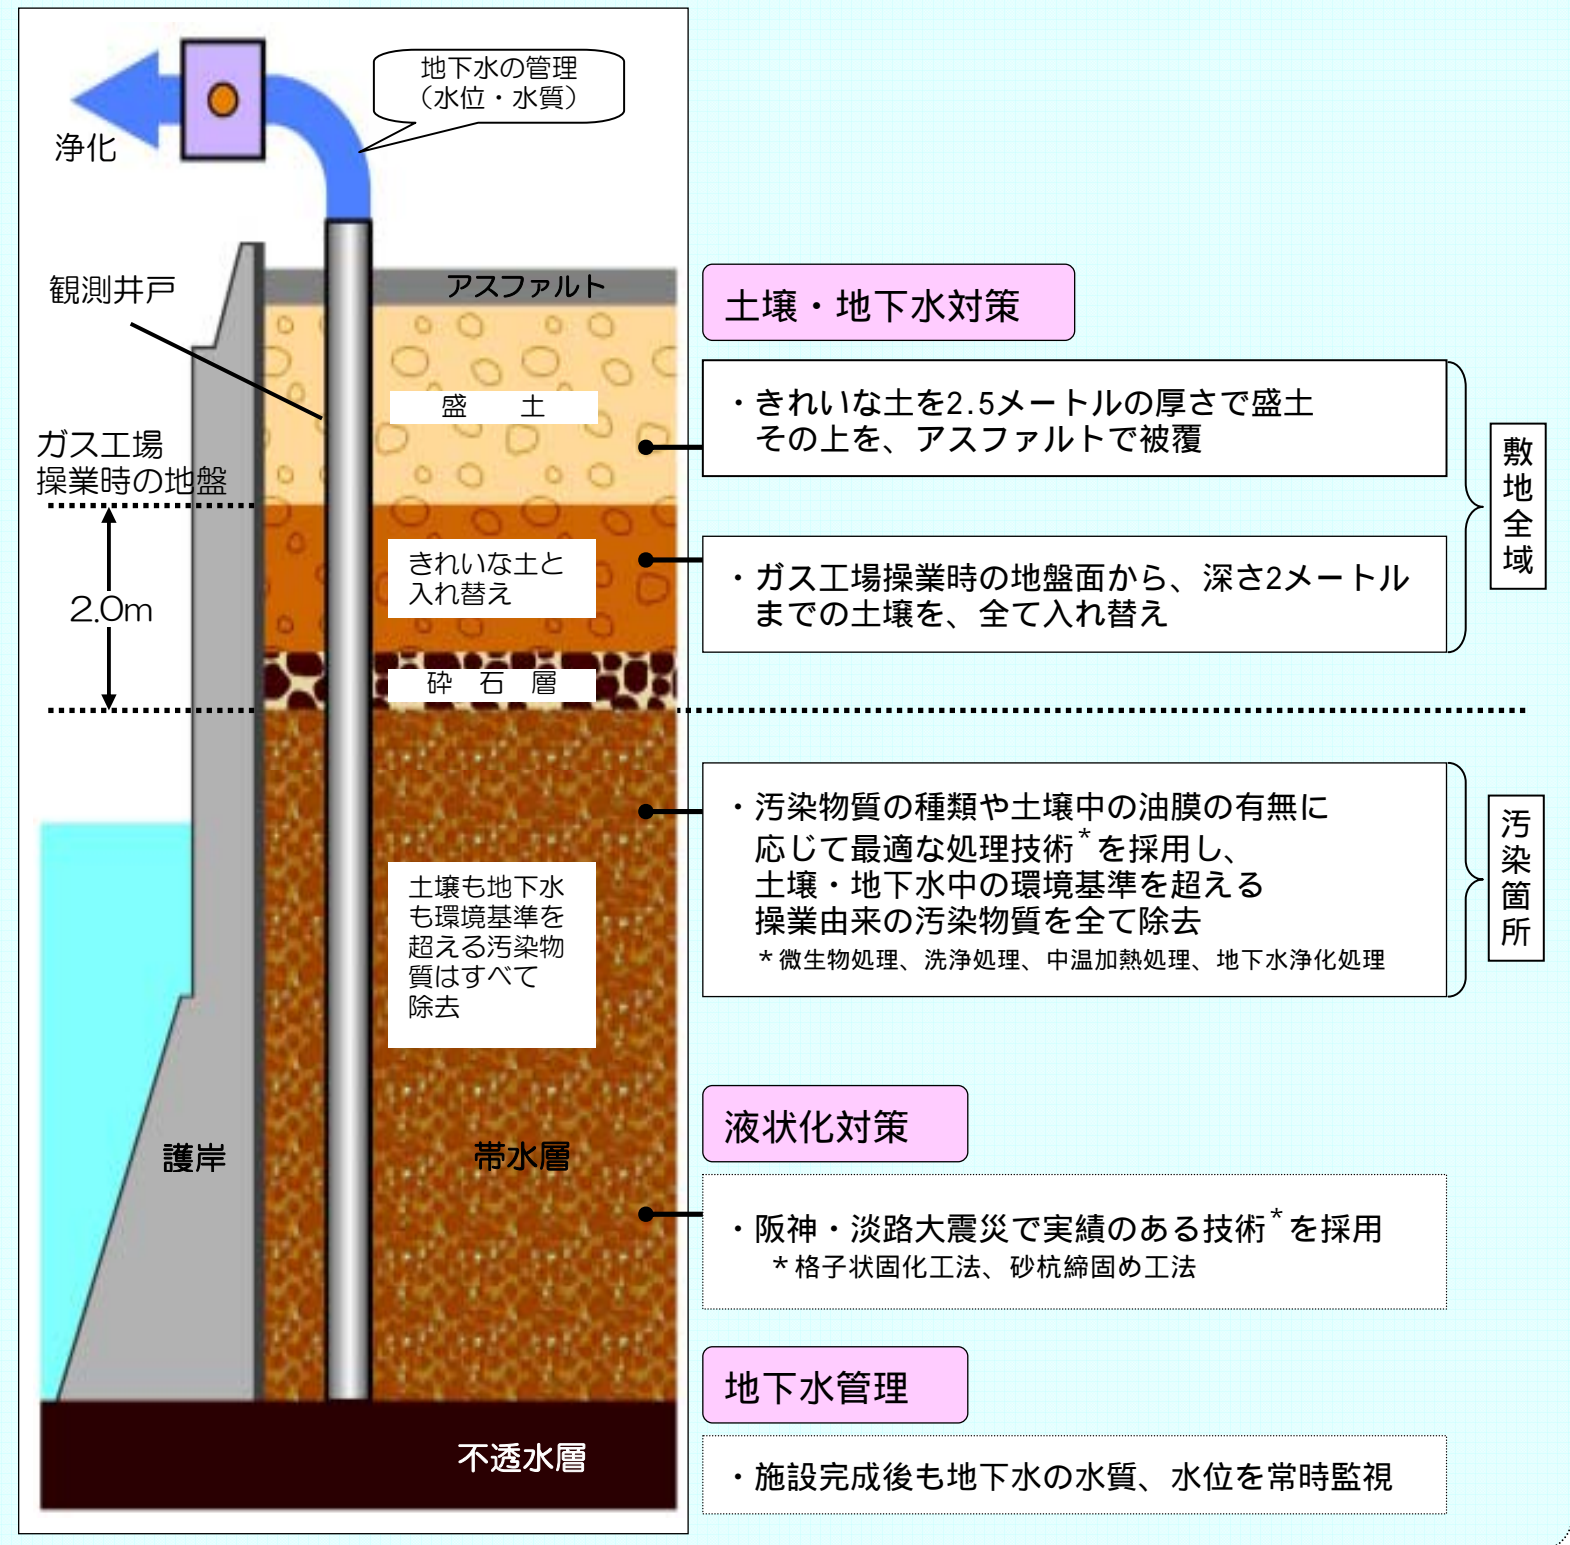 地下水の管理
（水位・水質）
浄化
観測井戸
アスファルト
盛　土
ガス工場
操業時の地盤
2.0m
きれいな土と
入れ替え
砕 石 層
土壌も地下水
も環境基準を
超える汚染物
質はすべて
除去
護岸
帯水層
不透水層
土壌・地下水対策
・きれいな土を2.5メートルの厚さで盛土
その上を、アスファルトで被覆
・ガス工場操業時の地盤面から、深さ2メートル
までの土壌を、全て入れ替え
敷地全域
・汚染物質の種類や土壌中の油膜の有無に
応じて最適な処理技術*を採用し、
土壌・地下水中の環境基準を超える
操業由来の汚染物質を全て除去
*微生物処理、洗浄処理、中温加熱処理、地下水浄化処理
汚染箇所
液状化対策
・阪神・淡路大震災で実績のある技術*を採用
*格子状固化工法、砂杭締固め工法
地下水管理
・施設完成後も地下水の水質、水位を常時監視